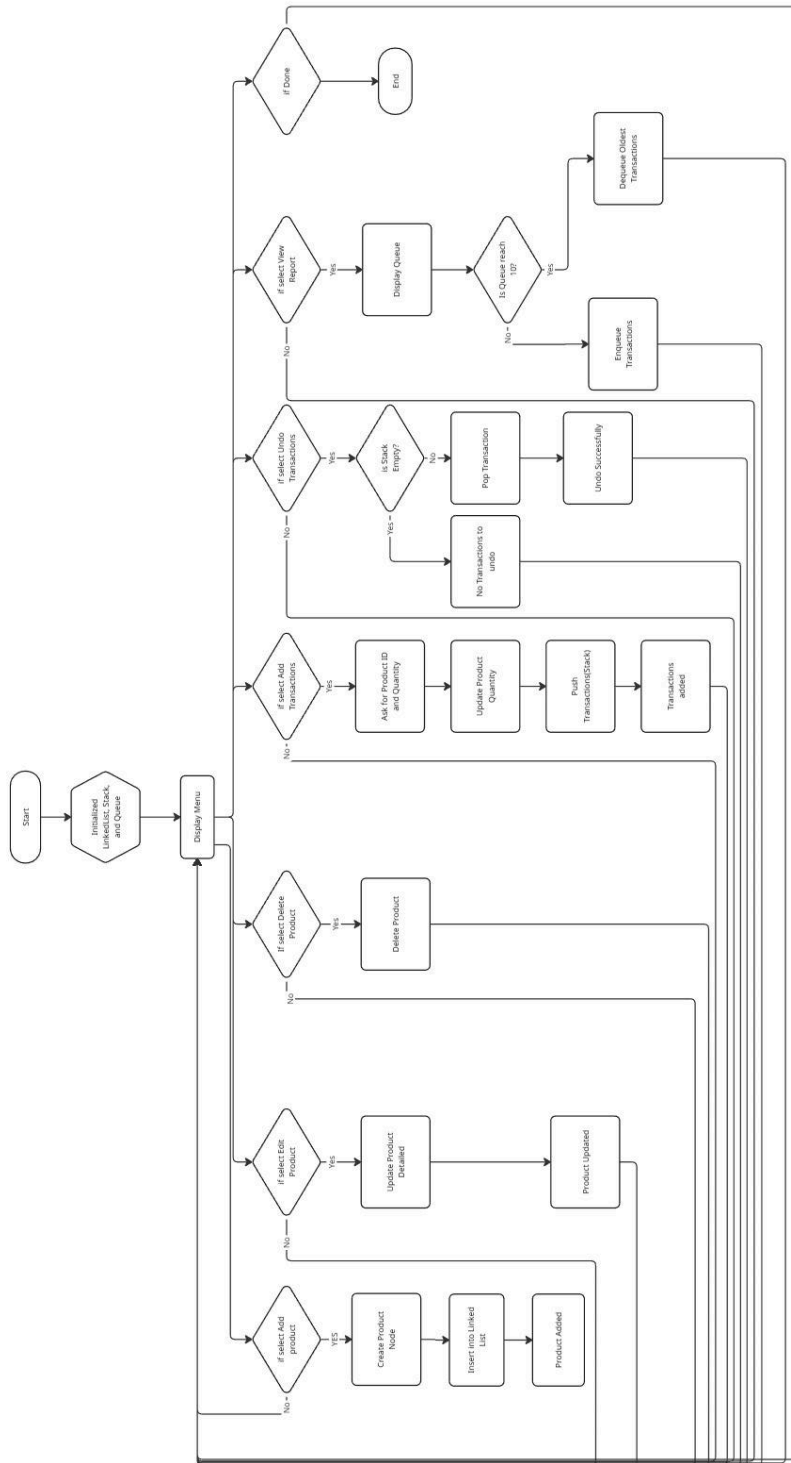 Start
Initialized
LinkedList, Stack,
and Queue
Display Menu
if select Add
product
YES
No
Create Product
Node
Insert into Linked
List
Product Added
if select Edit
Product
Yes
No
Update Product
Detailed
Product Updated
If select Delete
Product
Yes
No
Delete Product
if select Add
Transactions
Yes
No
Ask for Product ID
and Quantity
Update Product
Quantity
Push
Transactions(Stack)
Transactions
added
if select Undo
Transactions
Yes
No
is Stack
Empty?
Yes
No
No Transactions to
undo
Pop Transaction
Undo Successfully
if select View
Report
Yes
No
Display Queue
Is Queue reach
10?
No
Yes
Enqueue
Transactions
Dequeue Oldest
Transactions
if Done
End